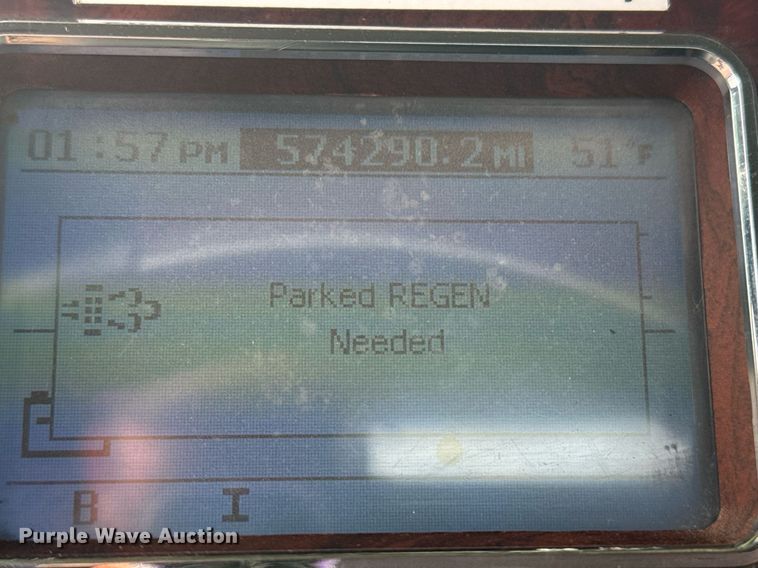 01:57 PM 574290.2 MI 51°F
Parked REGEN
Needed
B I
Purple Wave Auction